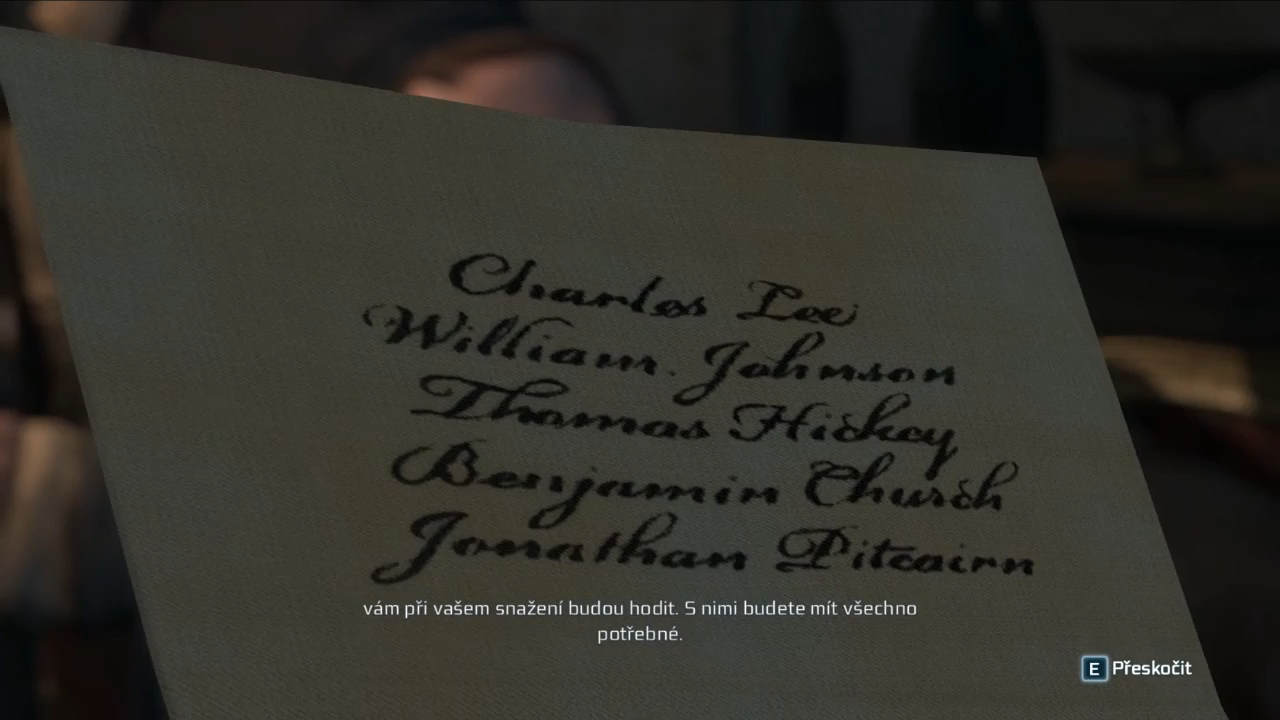 Charles Lee
William Johnson
Thomas Hickey
Benjamin Church
Jonathan Pitcairn
vám při vašem snažení budou hodit. S nimi budete mít všechno
potřebné.
E Přeskočit